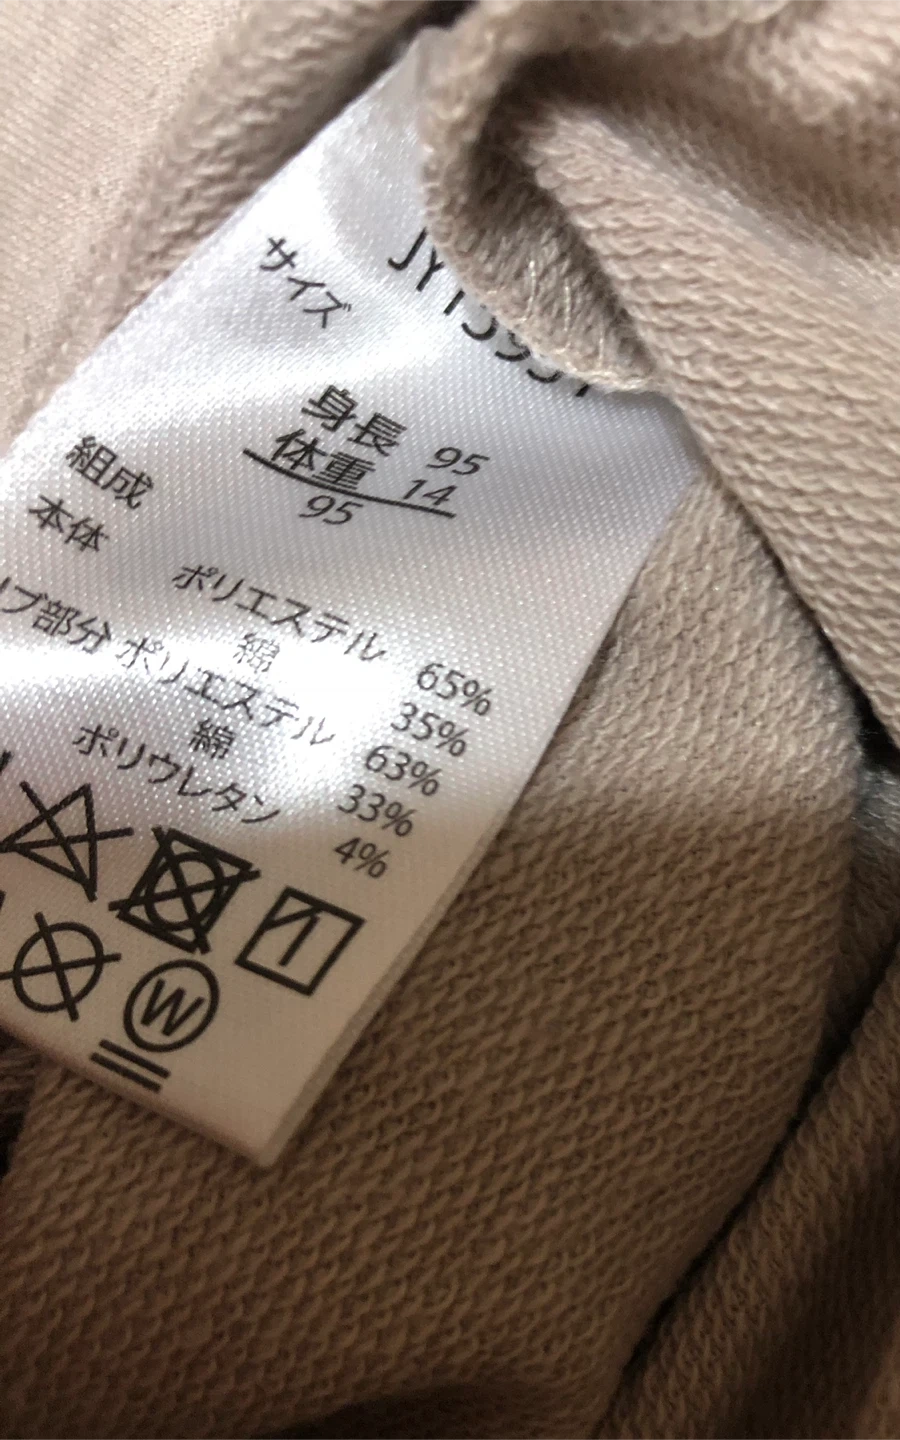 サイズ
身長 95
体重 14
95
組成
本体 ポリエステル 65%
綿 35%
リブ部分 ポリエステル 63%
綿 33%
ポリウレタン 4%
W